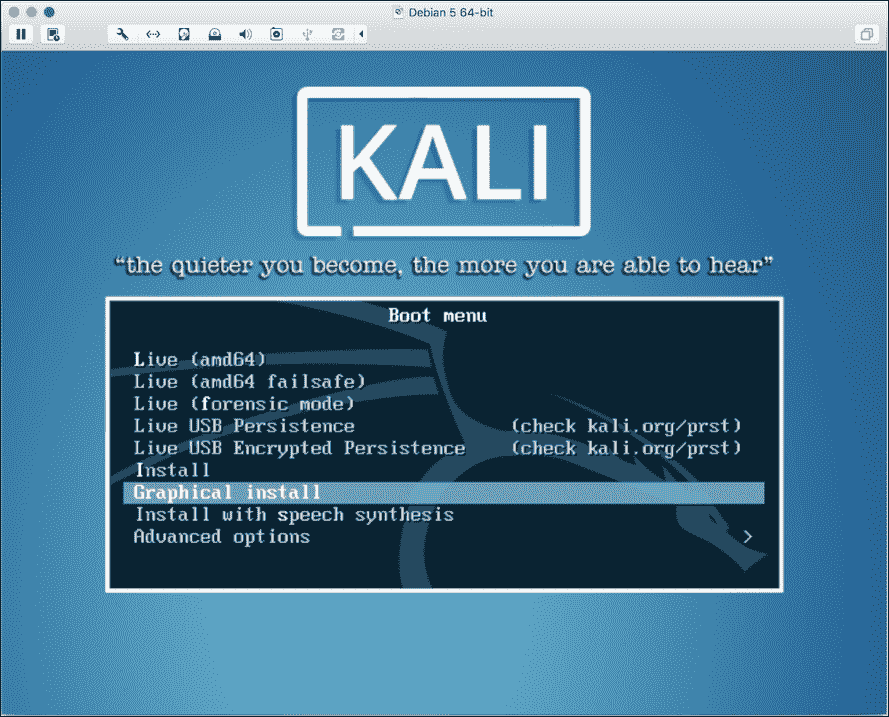 Debian 5 64-bit
KALI
“the quieter you become, the more you are able to hear”
Boot menu
Live (amd64)
Live (amd64 failsafe)
Live (forensic mode)
Live USB Persistence (check kali.org/prst)
Live USB Encrypted Persistence (check kali.org/prst)
Install
Graphical install
Install with speech synthesis
Advanced options >